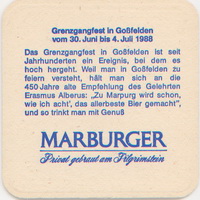 Grenzgangfest in Goßfelden
vom 30. Juni bis 4. Juli 1988
Das Grenzgangfest in Goßfelden ist seit
Jahrhunderten ein Ereignis, bei dem es
hoch hergeht. Weil man in Goßfelden zu
feiern versteht, hält man sich an die
450 Jahre alte Empfehlung des Gelehrten
Erasmus Alberus: „Zu Marpurg wird schon,
wie ich acht', das allerbeste Bier gemacht",
und so trinkt man mit Genuß
MARBURGER
Privat gebraut am Pilgrimstein